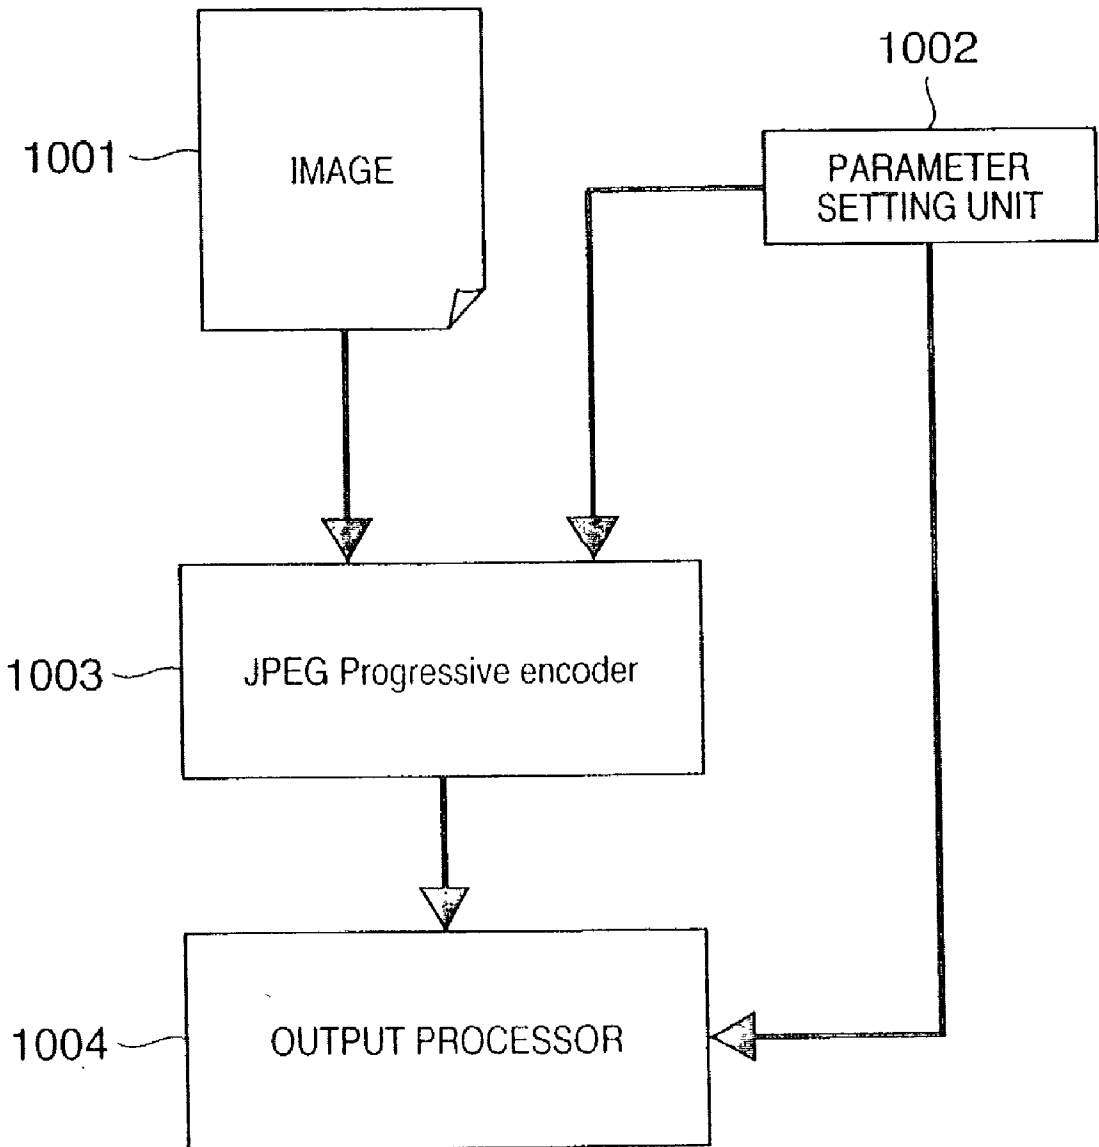 1002
1001
IMAGE
PARAMETER
SETTING UNIT
1003
JPEG Progressive encoder
1004
OUTPUT PROCESSOR